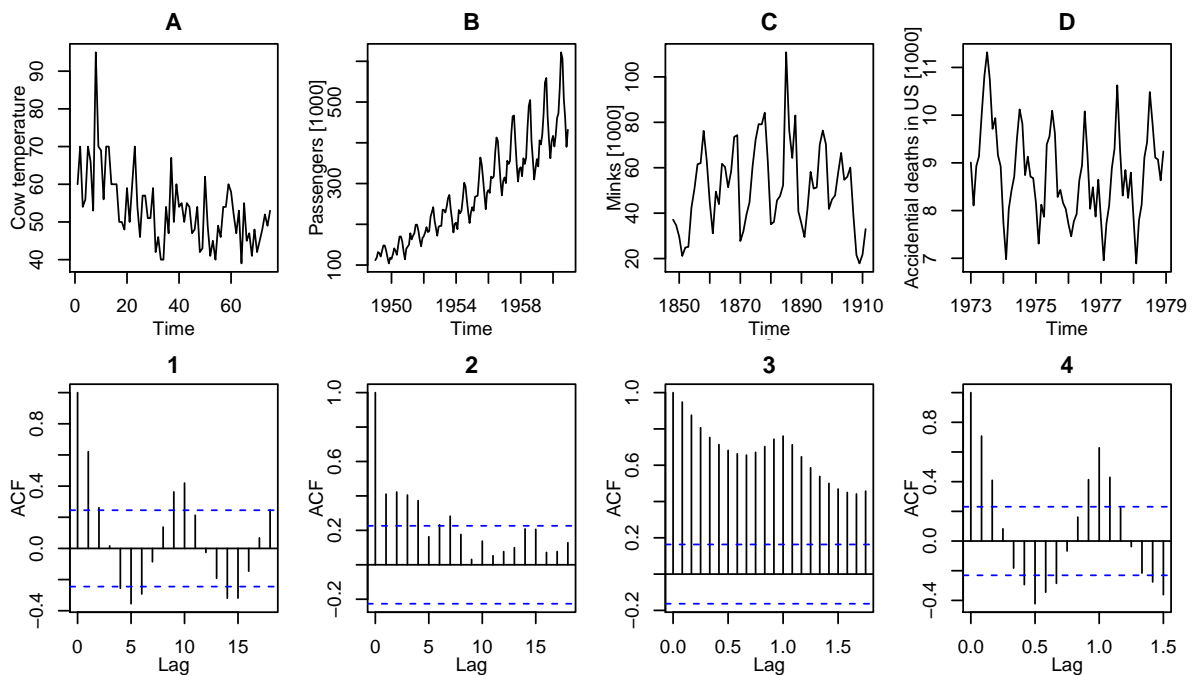 A
Cow temperature
40 50 60 70 80 90
0 20 40 60
Time
B
Passengers [1000]
100 300 500
1950 1954 1958
Time
C
Minks [1000]
20 40 60 80 100
1850 1870 1890 1910
Time
D
Accidential deaths in US [1000]
7 8 9 10 11
1973 1975 1977 1979
Time
1
ACF
−0.4 0.0 0.4 0.8
0 5 10 15
Lag
2
ACF
−0.2 0.2 0.6 1.0
0 5 10 15
Lag
3
ACF
−0.2 0.2 0.6 1.0
0.0 0.5 1.0 1.5
Lag
4
ACF
−0.4 0.0 0.4 0.8
0.0 0.5 1.0 1.5
Lag